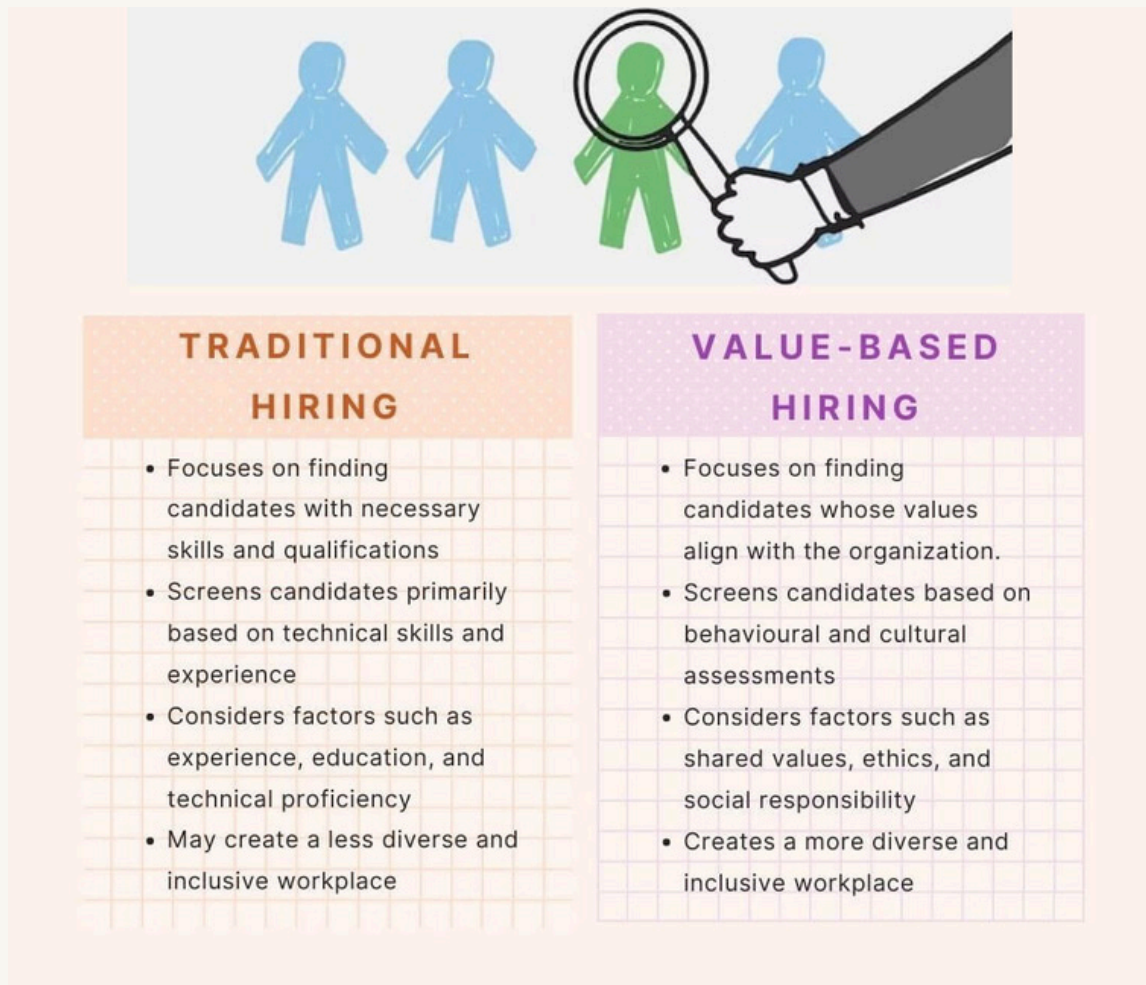 TRADITIONAL
HIRING
• Focuses on finding
candidates with necessary
skills and qualifications
• Screens candidates primarily
based on technical skills and
experience
• Considers factors such as
experience, education, and
technical proficiency
• May create a less diverse and
inclusive workplace
VALUE-BASED
HIRING
• Focuses on finding
candidates whose values
align with the organization.
• Screens candidates based on
behavioural and cultural
assessments
• Considers factors such as
shared values, ethics, and
social responsibility
• Creates a more diverse and
inclusive workplace